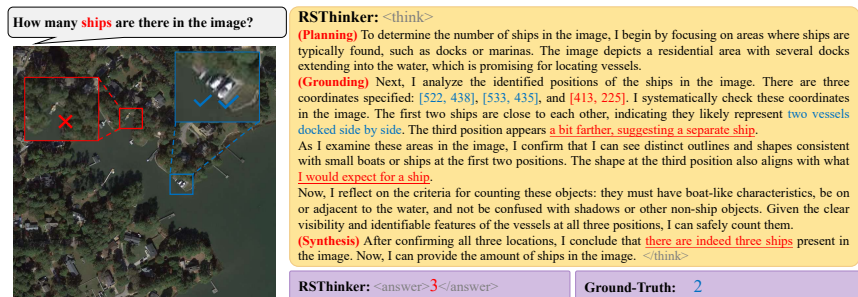 How many ships are there in the image?
RSThinker: <think>
(Planning) To determine the number of ships in the image, I begin by focusing on areas where ships are
typically found, such as docks or marinas. The image depicts a residential area with several docks
extending into the water, which is promising for locating vessels.
(Grounding) Next, I analyze the identified positions of the ships in the image. There are three
coordinates specified: [522, 438], [533, 435], and [413, 225]. I systematically check these coordinates
in the image. The first two ships are close to each other, indicating they likely represent two vessels
docked side by side. The third position appears a bit farther, suggesting a separate ship.
As I examine these areas in the image, I confirm that I can see distinct outlines and shapes consistent
with small boats or ships at the first two positions. The shape at the third position also aligns with what
I would expect for a ship.
Now, I reflect on the criteria for counting these objects: they must have boat-like characteristics, be on
or adjacent to the water, and not be confused with shadows or other non-ship objects. Given the clear
visibility and identifiable features of the vessels at all three positions, I can safely count them.
(Synthesis) After confirming all three locations, I conclude that there are indeed three ships present in
the image. Now, I can provide the amount of ships in the image. </think>
RSThinker: <answer>3</answer>
Ground-Truth: 2